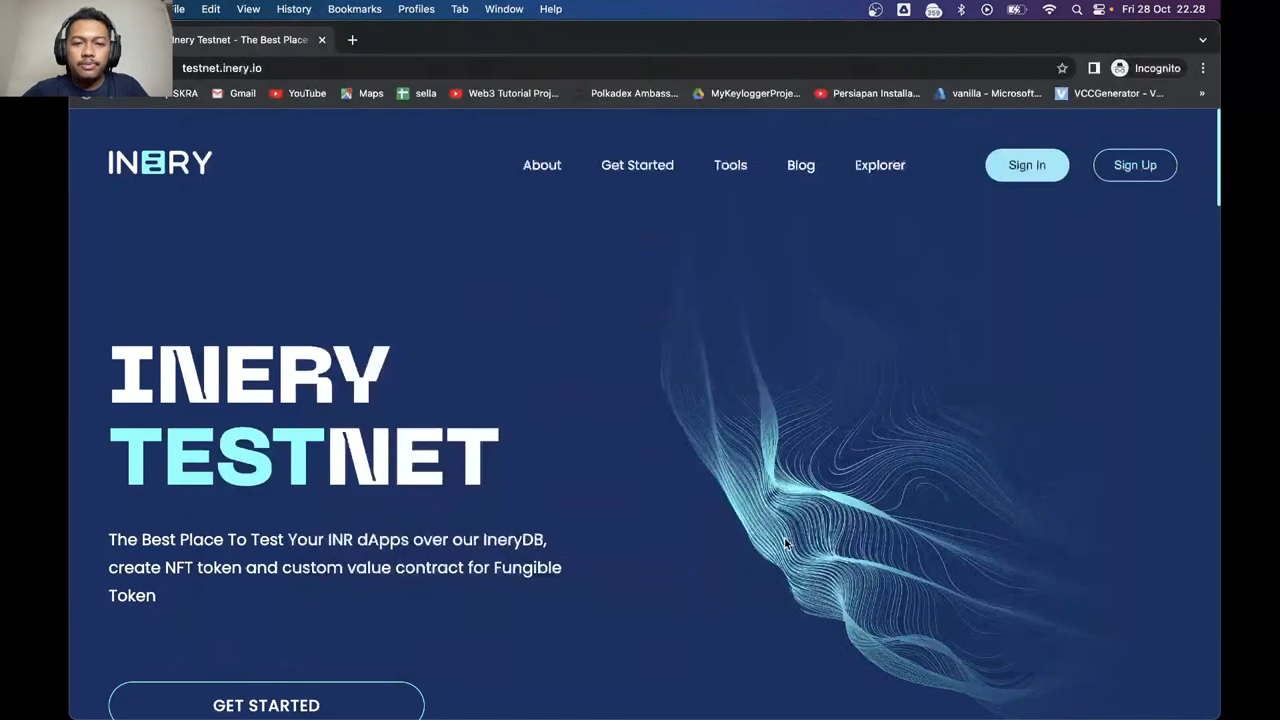 File Edit View History Bookmarks Profiles Tab Window Help 259 Fri 28 Oct 22.28
Inery Testnet - The Best Place
testnet.inery.io Incognito
SKRA Gmail YouTube Maps sella Web3 Tutorial Proj... Polkadex Ambass... MyKeyloggerProje... Persiapan Installa... vanilla – Microsoft... VCCGenerator - V... »
INERY About Get Started Tools Blog Explorer Sign In Sign Up
INERY
TESTNET
The Best Place To Test Your INR dApps over our IneryDB,
create NFT token and custom value contract for Fungible
Token
GET STARTED